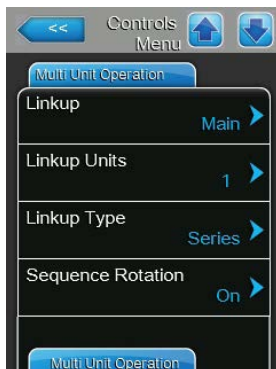 << Controls
Menu
Multi Unit Operation
Linkup
Main
Linkup Units
1
Linkup Type
Series
Sequence Rotation
On
Multi Unit Operation